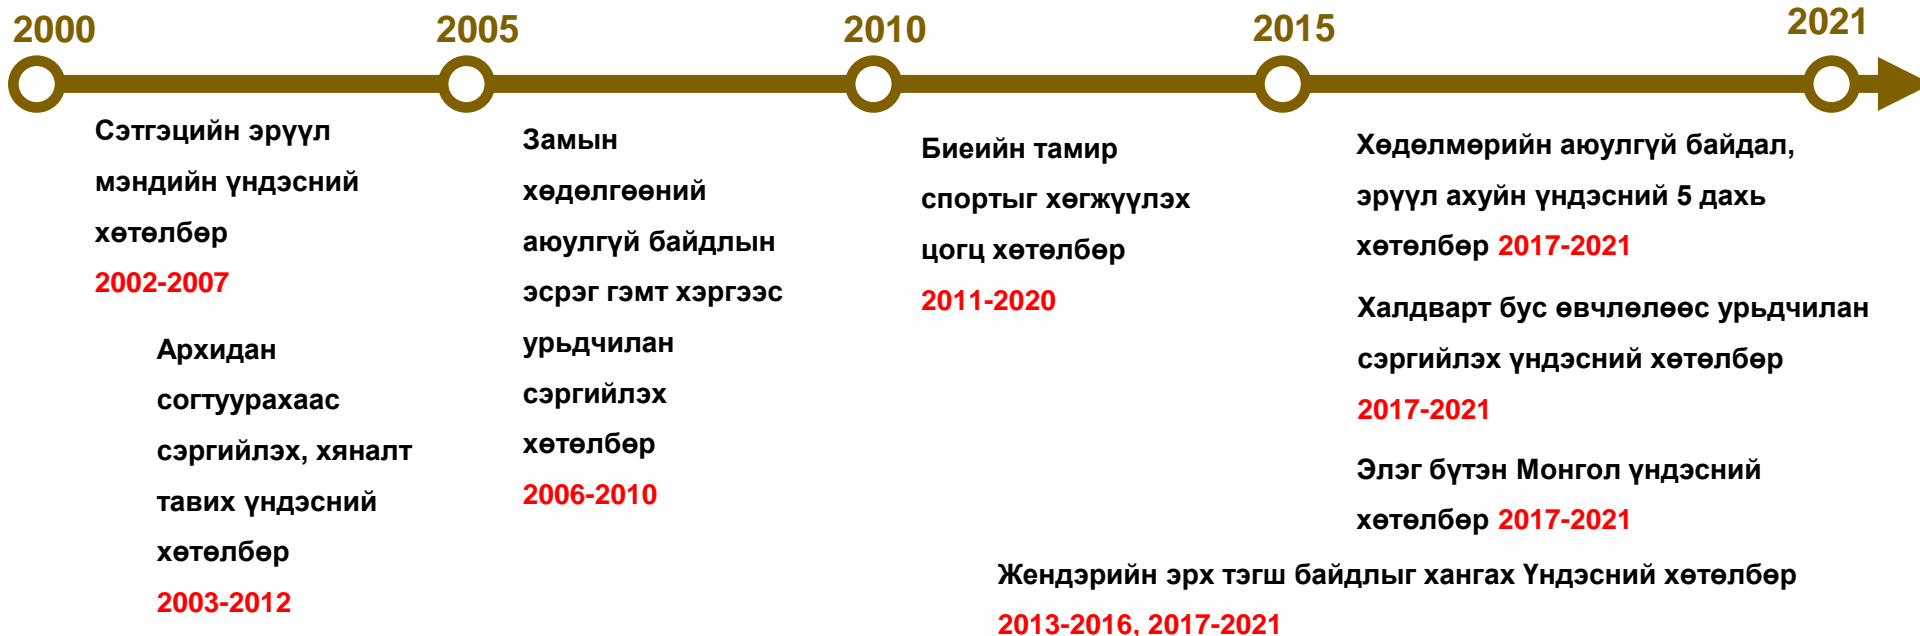 2000
2005
2010
2015
2021
Сэтгэцийн эрүүл
мэндийн үндэсний
хөтөлбөр
2002-2007
Архидан
согтуурахаас
сэргийлэх, хяналт
тавих үндэсний
хөтөлбөр
2003-2012
Замын
хөдөлгөөний
аюулгүй байдлын
эсрэг гэмт хэргээс
урьдчилан
сэргийлэх
хөтөлбөр
2006-2010
Биеийн тамир
спортыг хөгжүүлэх
цогц хөтөлбөр
2011-2020
Хөдөлмөрийн аюулгүй байдал,
эрүүл ахуйн үндэсний 5 дахь
хөтөлбөр 2017-2021
Халдварт бус өвчлөлөөс урьдчилан
сэргийлэх үндэсний хөтөлбөр
2017-2021
Элэг бүтэн Монгол үндэсний
хөтөлбөр 2017-2021
Жендэрийн эрх тэгш байдлыг хангах Үндэсний хөтөлбөр
2013-2016, 2017-2021